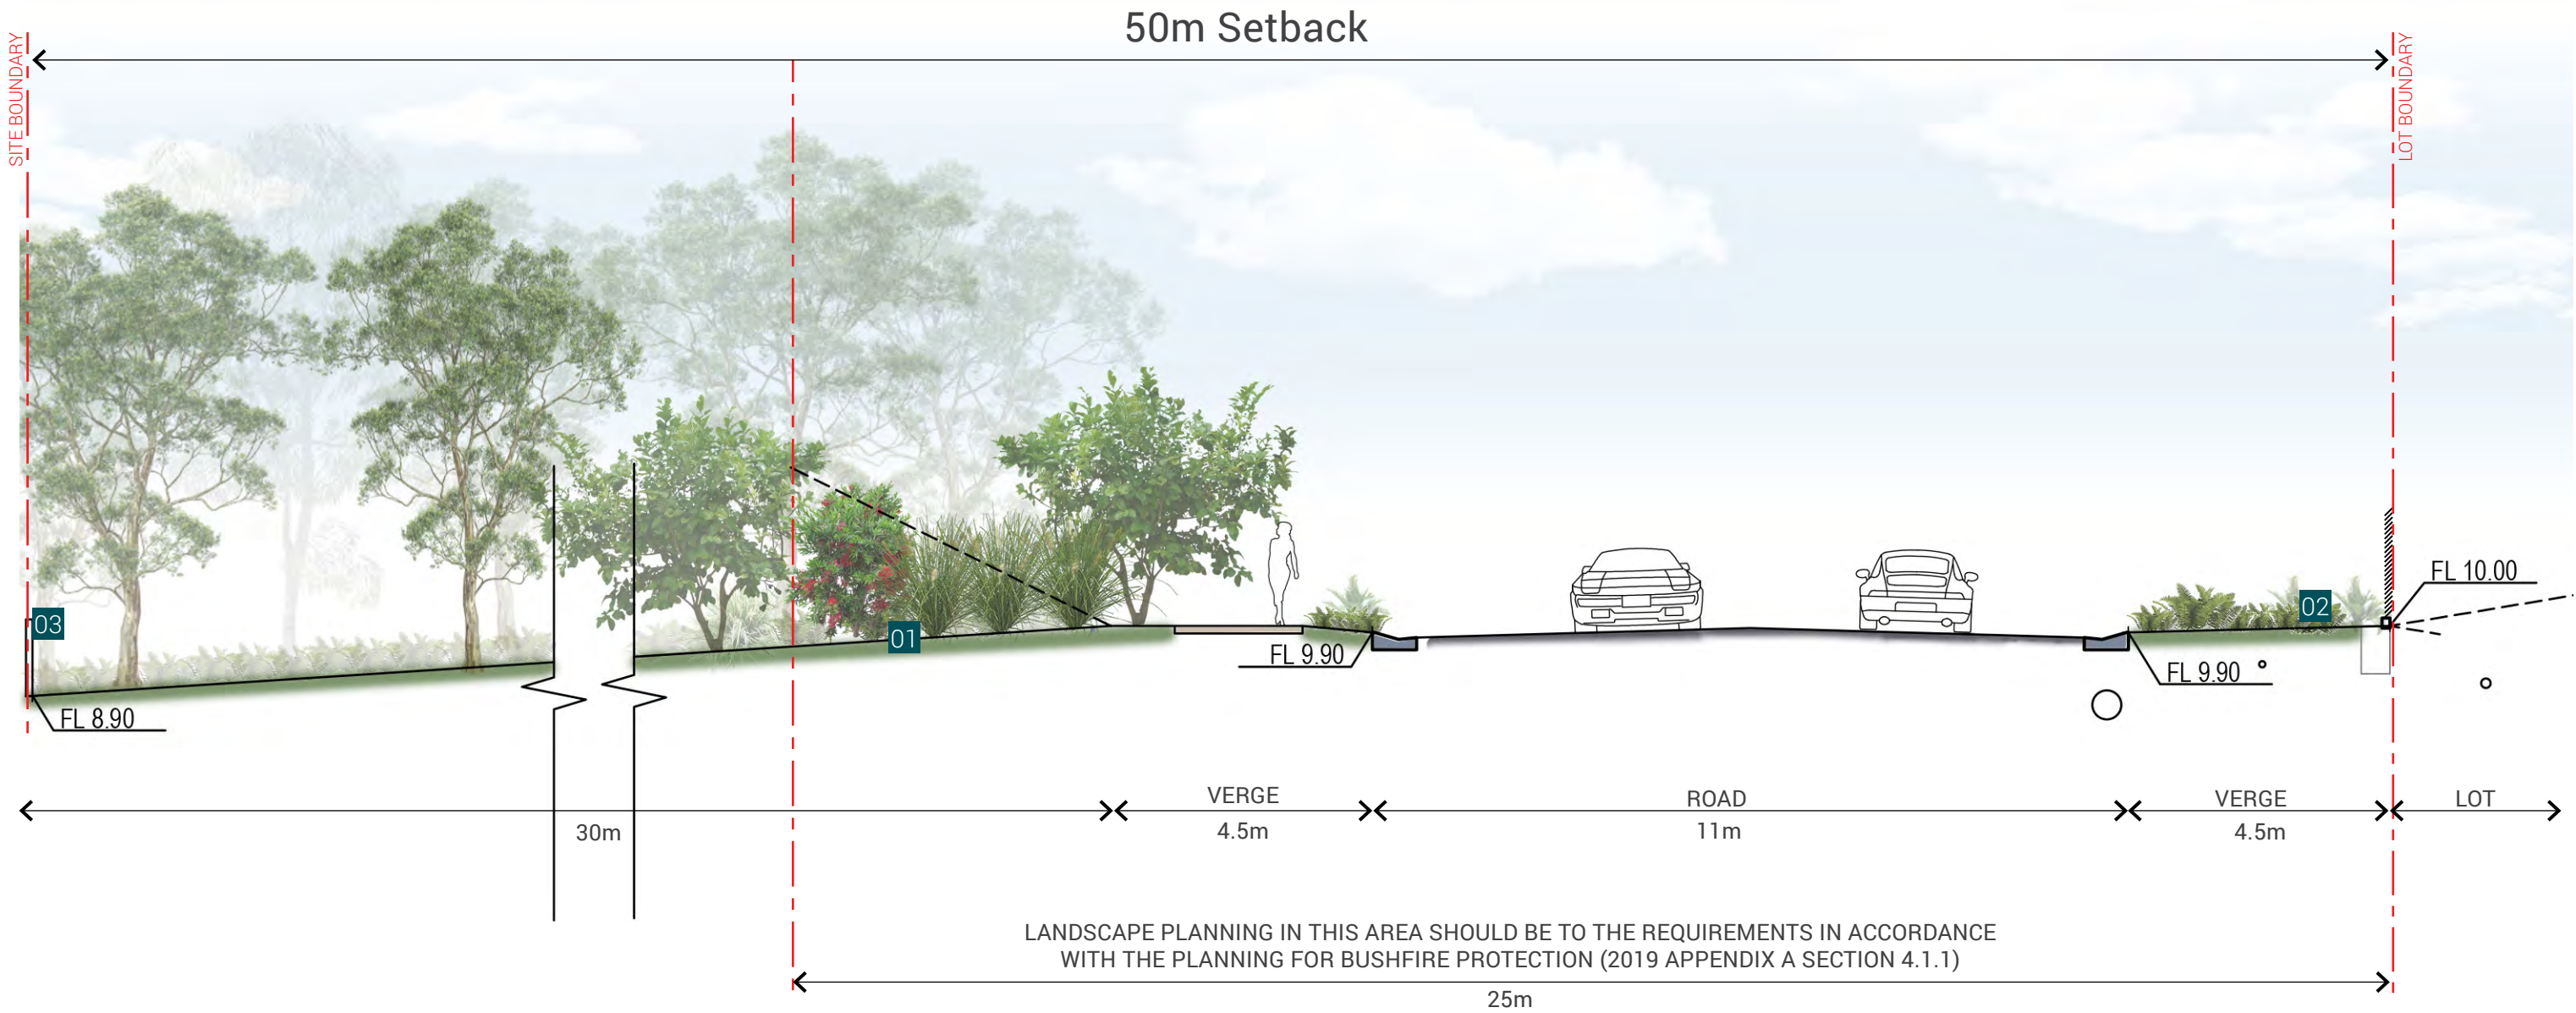 50m Setback
SITE BOUNDARY
LOT BOUNDARY
FL 10.00
03
02
01
FL 9.90
FL 9.90
FL 8.90
VERGE
ROAD
VERGE
LOT
30m
4.5m
11m
4.5m
LANDSCAPE PLANNING IN THIS AREA SHOULD BE TO THE REQUIREMENTS IN ACCORDANCE
WITH THE PLANNING FOR BUSHFIRE PROTECTION (2019 APPENDIX A SECTION 4.1.1)
25m